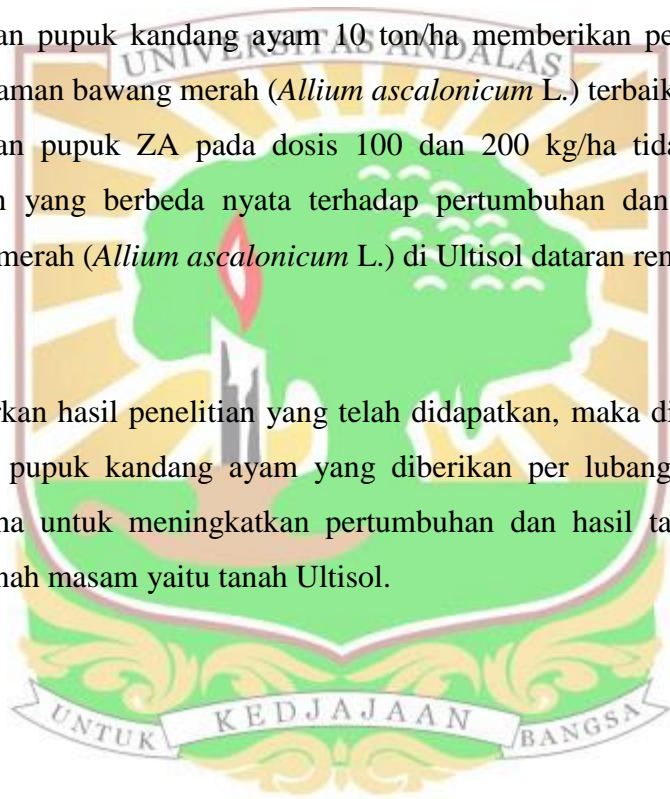 an pupuk kandang ayam 10 ton/ha memberikan pe
UNIVERSITAS ANDALAS
aman bawang merah (Allium ascalonicum L.) terbaik
an pupuk ZA pada dosis 100 dan 200 kg/ha tida
n yang berbeda nyata terhadap pertumbuhan dan
merah (Allium ascalonicum L.) di Ultisol dataran ren
rkan hasil penelitian yang telah didapatkan, maka di
pupuk kandang ayam yang diberikan per lubang
na untuk meningkatkan pertumbuhan dan hasil ta
nah masam yaitu tanah Ultisol.
UNTUK KEDJAJAAN BANGSA